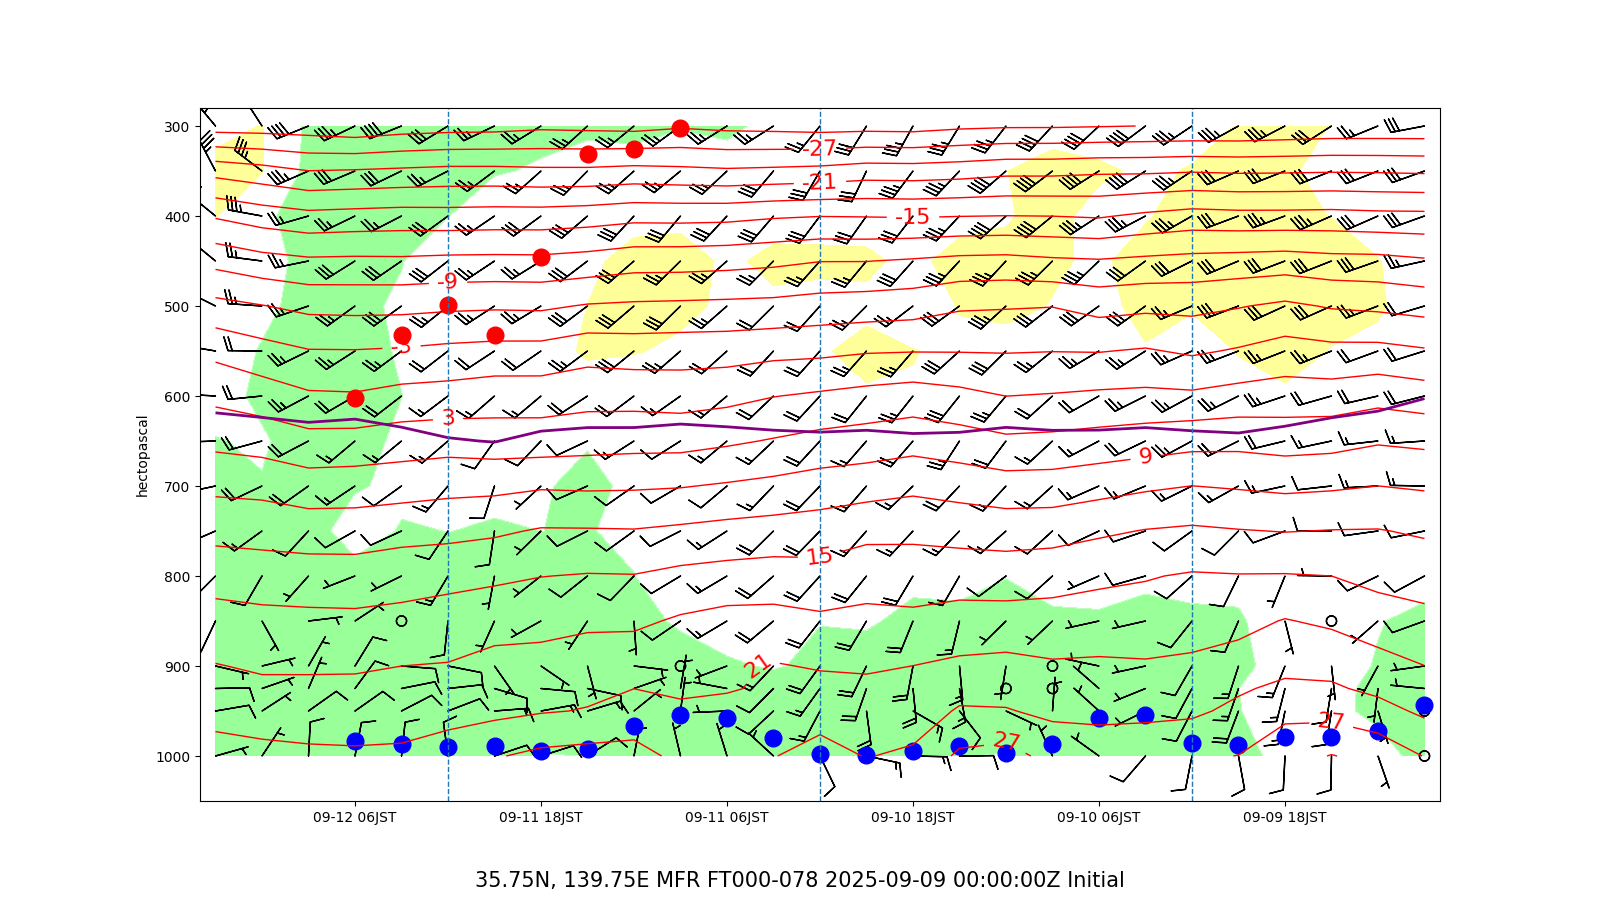 300
400
500
600
700
800
900
1000
hectopascal
-27
-21
-15
-9
-3
3
9
15
21
27
27
09-12 06JST
09-11 18JST
09-11 06JST
09-10 18JST
09-10 06JST
09-09 18JST
35.75N, 139.75E MFR FT000-078 2025-09-09 00:00:00Z Initial